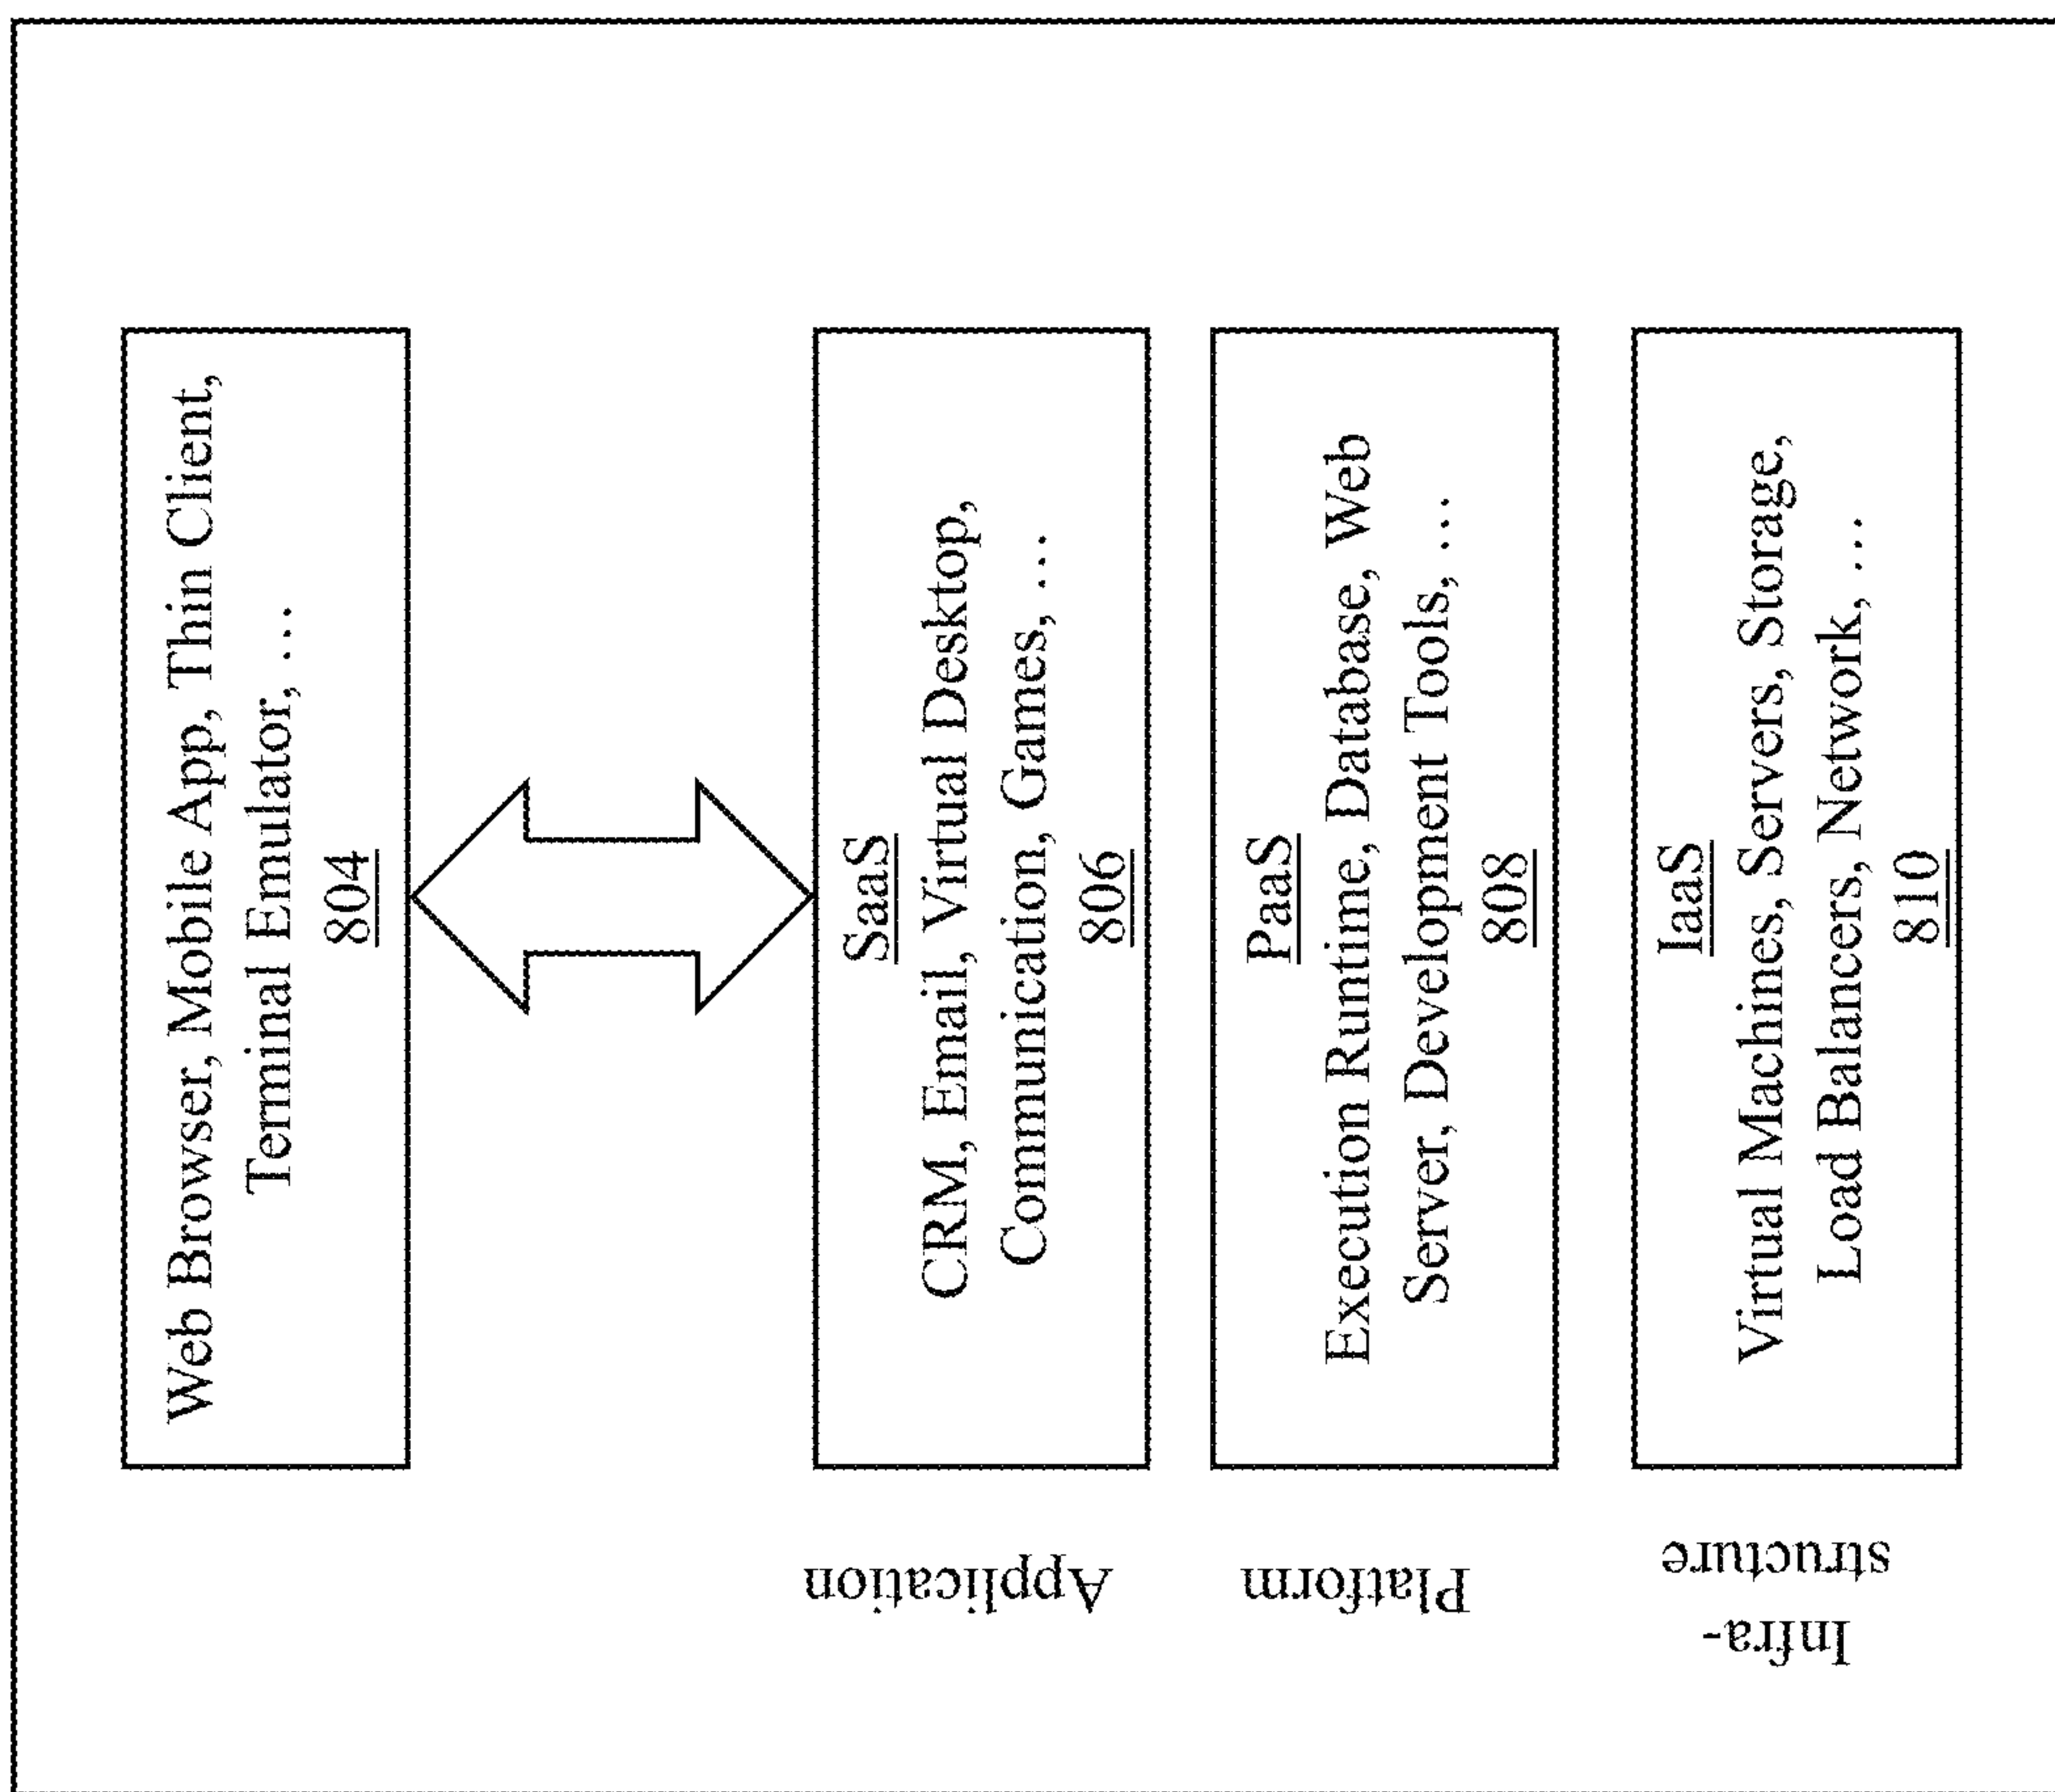 Web Browser, Mobile App, Thin Client,
Terminal Emulator, …
804
Application
SaaS
CRM, Email, Virtual Desktop,
Communication, Games, …
806
Platform
PaaS
Execution Runtime, Database, Web
Server, Development Tools, …
808
Infra-
structure
IaaS
Virtual Machines, Servers, Storage,
Load Balancers, Network, …
810